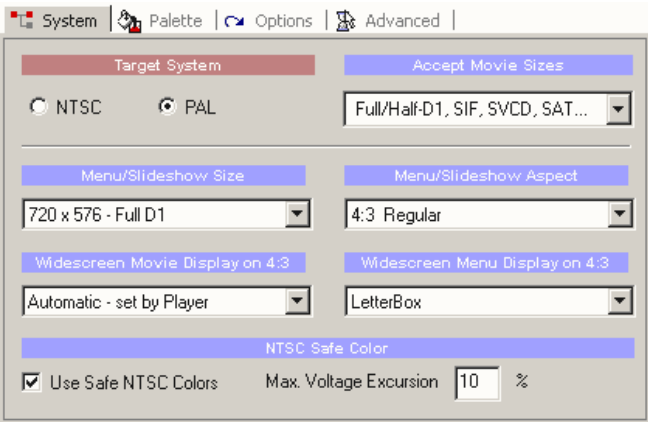 System Palette Options Advanced
Target System Accept Movie Sizes
NTSC PAL Full/Half-D1, SIF, SVCD, SAT...
Menu/Slideshow Size Menu/Slideshow Aspect
720 x 576 - Full D1 4:3 Regular
Widescreen Movie Display on 4:3 Widescreen Menu Display on 4:3
Automatic - set by Player LetterBox
NTSC Safe Color
Use Safe NTSC Colors Max. Voltage Excursion 10 %